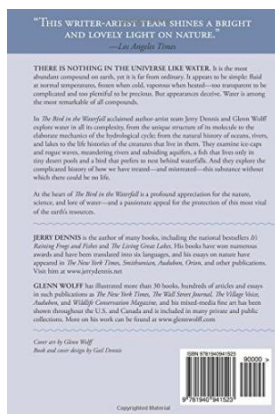 "THIS WRITER-ARTIST TEAM SHINES A BRIGHT
AND LOVELY LIGHT ON NATURE."
—Los Angeles Times
THERE IS NOTHING IN THE UNIVERSE LIKE WATER. It is the most
abundant compound on earth, yet it is far from ordinary. It appears to be simple: fluid
at normal temperatures, frozen when cold, vaporous when heated—too transparent to be
complicated and too plentiful to be precious. But appearances deceive. Water is among
the most remarkable of all compounds.
In The Bird in the Waterfall acclaimed author-artist team Jerry Dennis and Glenn Wolff
explore water in all its complexity, from the unique structure of its molecule to the
elaborate mechanics of the hydrological cycle; from the natural history of oceans, rivers,
and lakes to the life histories of the creatures that live in them. They examine ice-caps
and rogue waves, meandering rivers and subsiding aquifers, a fish that lives only in
tiny desert pools and a bird that prefers to nest behind waterfalls. And they explore the
complicated history of how we have treated—and mistreated—this substance without
which there could be no life.
At the heart of The Bird in the Waterfall is a profound appreciation for the nature,
science, and lore of water—and a passionate appeal for the protection of this most vital
of the earth's resources.
JERRY DENNIS is the author of many books, including the national bestsellers It's
Raining Frogs and Fishes and The Living Great Lakes. His books have won numerous
awards and have been translated into six languages, and his essays on nature have
appeared in The New York Times, Smithsonian, Audubon, Orion, and other publications.
Visit him at www.jerrydennis.net
GLENN WOLFF has illustrated more than 30 books, hundreds of articles and essays
in such publications as The New York Times, The Wall Street Journal, The Village Voice,
Audubon, and Wildlife Conservation Magazine, and his mixed-media fine art has been
shown throughout the U.S. and Canada and is included in many private and public
collections. More on his work can be found at www.glennwolff.com
Cover art by Glenn Wolff
Book and cover design by Gail Dennis
ISBN 9781940941523
90000 >
9 781940 941523
Copyrighted Material